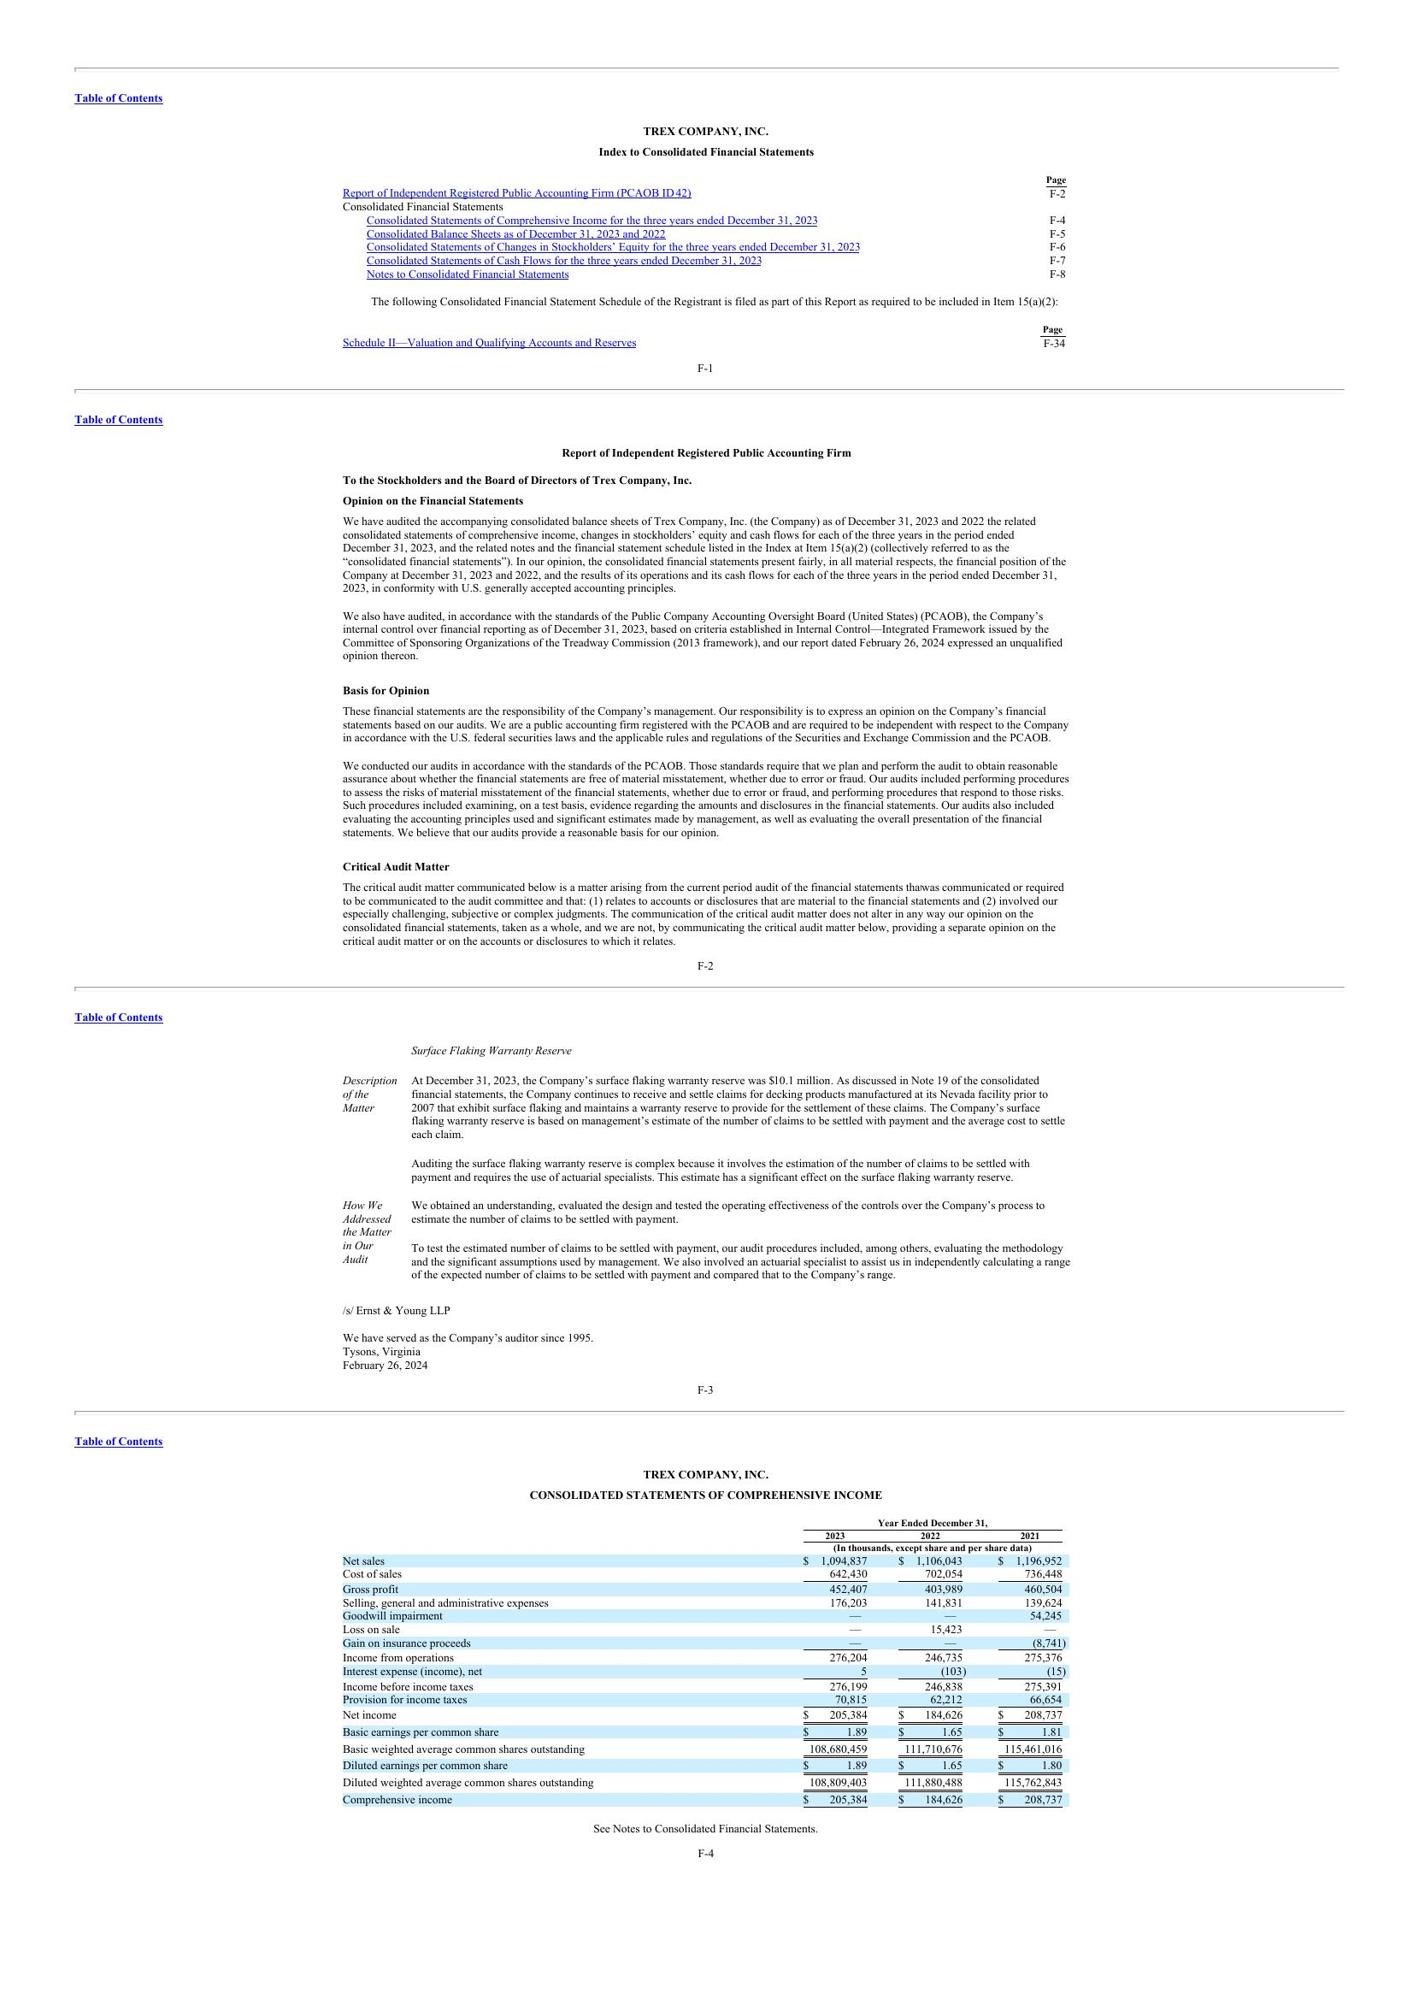 Table of Contents
TREX COMPANY, INC.
Index to Consolidated Financial Statements
Page
Report of Independent Registered Public Accounting Firm (PCAOB ID 42) F-2
Consolidated Financial Statements
Consolidated Statements of Comprehensive Income for the three years ended December 31, 2023 F-4
Consolidated Balance Sheets as of December 31, 2023 and 2022 F-5
Consolidated Statements of Changes in Stockholders’ Equity for the three years ended December 31, 2023 F-6
Consolidated Statements of Cash Flows for the three years ended December 31, 2023 F-7
Notes to Consolidated Financial Statements F-8
The following Consolidated Financial Statement Schedule of the Registrant is filed as part of this Report as required to be included in Item 15(a)(2):
Page
Schedule II—Valuation and Qualifying Accounts and Reserves F-34
F-1
Table of Contents
Report of Independent Registered Public Accounting Firm
To the Stockholders and the Board of Directors of Trex Company, Inc.
Opinion on the Financial Statements
We have audited the accompanying consolidated balance sheets of Trex Company, Inc. (the Company) as of December 31, 2023 and 2022 the related
consolidated statements of comprehensive income, changes in stockholders’ equity and cash flows for each of the three years in the period ended
December 31, 2023, and the related notes and the financial statement schedule listed in the Index at Item 15(a)(2) (collectively referred to as the
“consolidated financial statements”). In our opinion, the consolidated financial statements present fairly, in all material respects, the financial position of the
Company at December 31, 2023 and 2022, and the results of its operations and its cash flows for each of the three years in the period ended December 31,
2023, in conformity with U.S. generally accepted accounting principles.
We also have audited, in accordance with the standards of the Public Company Accounting Oversight Board (United States) (PCAOB), the Company’s
internal control over financial reporting as of December 31, 2023, based on criteria established in Internal Control—Integrated Framework issued by the
Committee of Sponsoring Organizations of the Treadway Commission (2013 framework), and our report dated February 26, 2024 expressed an unqualified
opinion thereon.
Basis for Opinion
These financial statements are the responsibility of the Company’s management. Our responsibility is to express an opinion on the Company’s financial
statements based on our audits. We are a public accounting firm registered with the PCAOB and are required to be independent with respect to the Company
in accordance with the U.S. federal securities laws and the applicable rules and regulations of the Securities and Exchange Commission and the PCAOB.
We conducted our audits in accordance with the standards of the PCAOB. Those standards require that we plan and perform the audit to obtain reasonable
assurance about whether the financial statements are free of material misstatement, whether due to error or fraud. Our audits included performing procedures
to assess the risks of material misstatement of the financial statements, whether due to error or fraud, and performing procedures that respond to those risks.
Such procedures included examining, on a test basis, evidence regarding the amounts and disclosures in the financial statements. Our audits also included
evaluating the accounting principles used and significant estimates made by management, as well as evaluating the overall presentation of the financial
statements. We believe that our audits provide a reasonable basis for our opinion.
Critical Audit Matter
The critical audit matter communicated below is a matter arising from the current period audit of the financial statements that was communicated or required
to be communicated to the audit committee and that: (1) relates to accounts or disclosures that are material to the financial statements and (2) involved our
especially challenging, subjective or complex judgments. The communication of the critical audit matter does not alter in any way our opinion on the
consolidated financial statements, taken as a whole, and we are not, by communicating the critical audit matter below, providing a separate opinion on the
critical audit matter or on the accounts or disclosures to which it relates.
F-2
Table of Contents
Surface Flaking Warranty Reserve
Description of the Matter
At December 31, 2023, the Company’s surface flaking warranty reserve was $10.1 million. As discussed in Note 19 of the consolidated
financial statements, the Company continues to receive and settle claims for decking products manufactured at its Nevada facility prior to
2007 that exhibit surface flaking and maintains a warranty reserve to provide for the settlement of these claims. The Company’s surface
flaking warranty reserve is based on management’s estimate of the number of claims to be settled with payment and the average cost to settle
each claim.
Auditing the surface flaking warranty reserve is complex because it involves the estimation of the number of claims to be settled with
payment and requires the use of actuarial specialists. This estimate has a significant effect on the surface flaking warranty reserve.
How We Addressed the Matter in Our Audit
We obtained an understanding, evaluated the design and tested the operating effectiveness of the controls over the Company’s process to
estimate the number of claims to be settled with payment.
To test the estimated number of claims to be settled with payment, our audit procedures included, among others, evaluating the methodology
and the significant assumptions used by management. We also involved an actuarial specialist to assist us in independently calculating a range
of the expected number of claims to be settled with payment and compared that to the Company’s range.
/s/ Ernst & Young LLP
We have served as the Company’s auditor since 1995.
Tysons, Virginia
February 26, 2024
F-3
Table of Contents
TREX COMPANY, INC.
CONSOLIDATED STATEMENTS OF COMPREHENSIVE INCOME
Year Ended December 31,
2023 2022 2021
(In thousands, except share and per share data)
Net sales $ 1,094,837 $ 1,106,043 $ 1,196,952
Cost of sales 642,430 702,054 736,448
Gross profit 452,407 403,989 460,504
Selling, general and administrative expenses 176,203 141,831 139,624
Goodwill impairment — — 54,245
Loss on sale — 15,423 —
Gain on insurance proceeds — — (8,741)
Income from operations 276,204 246,735 275,376
Interest expense (income), net 5 (103) (15)
Income before income taxes 276,199 246,838 275,391
Provision for income taxes 70,815 62,212 66,654
Net income $ 205,384 $ 184,626 $ 208,737
Basic earnings per common share $ 1.89 $ 1.65 $ 1.81
Basic weighted average common shares outstanding 108,680,459 111,710,676 115,461,016
Diluted earnings per common share $ 1.89 $ 1.65 $ 1.80
Diluted weighted average common shares outstanding 108,809,403 111,880,488 115,762,843
Comprehensive income $ 205,384 $ 184,626 $ 208,737
See Notes to Consolidated Financial Statements.
F-4